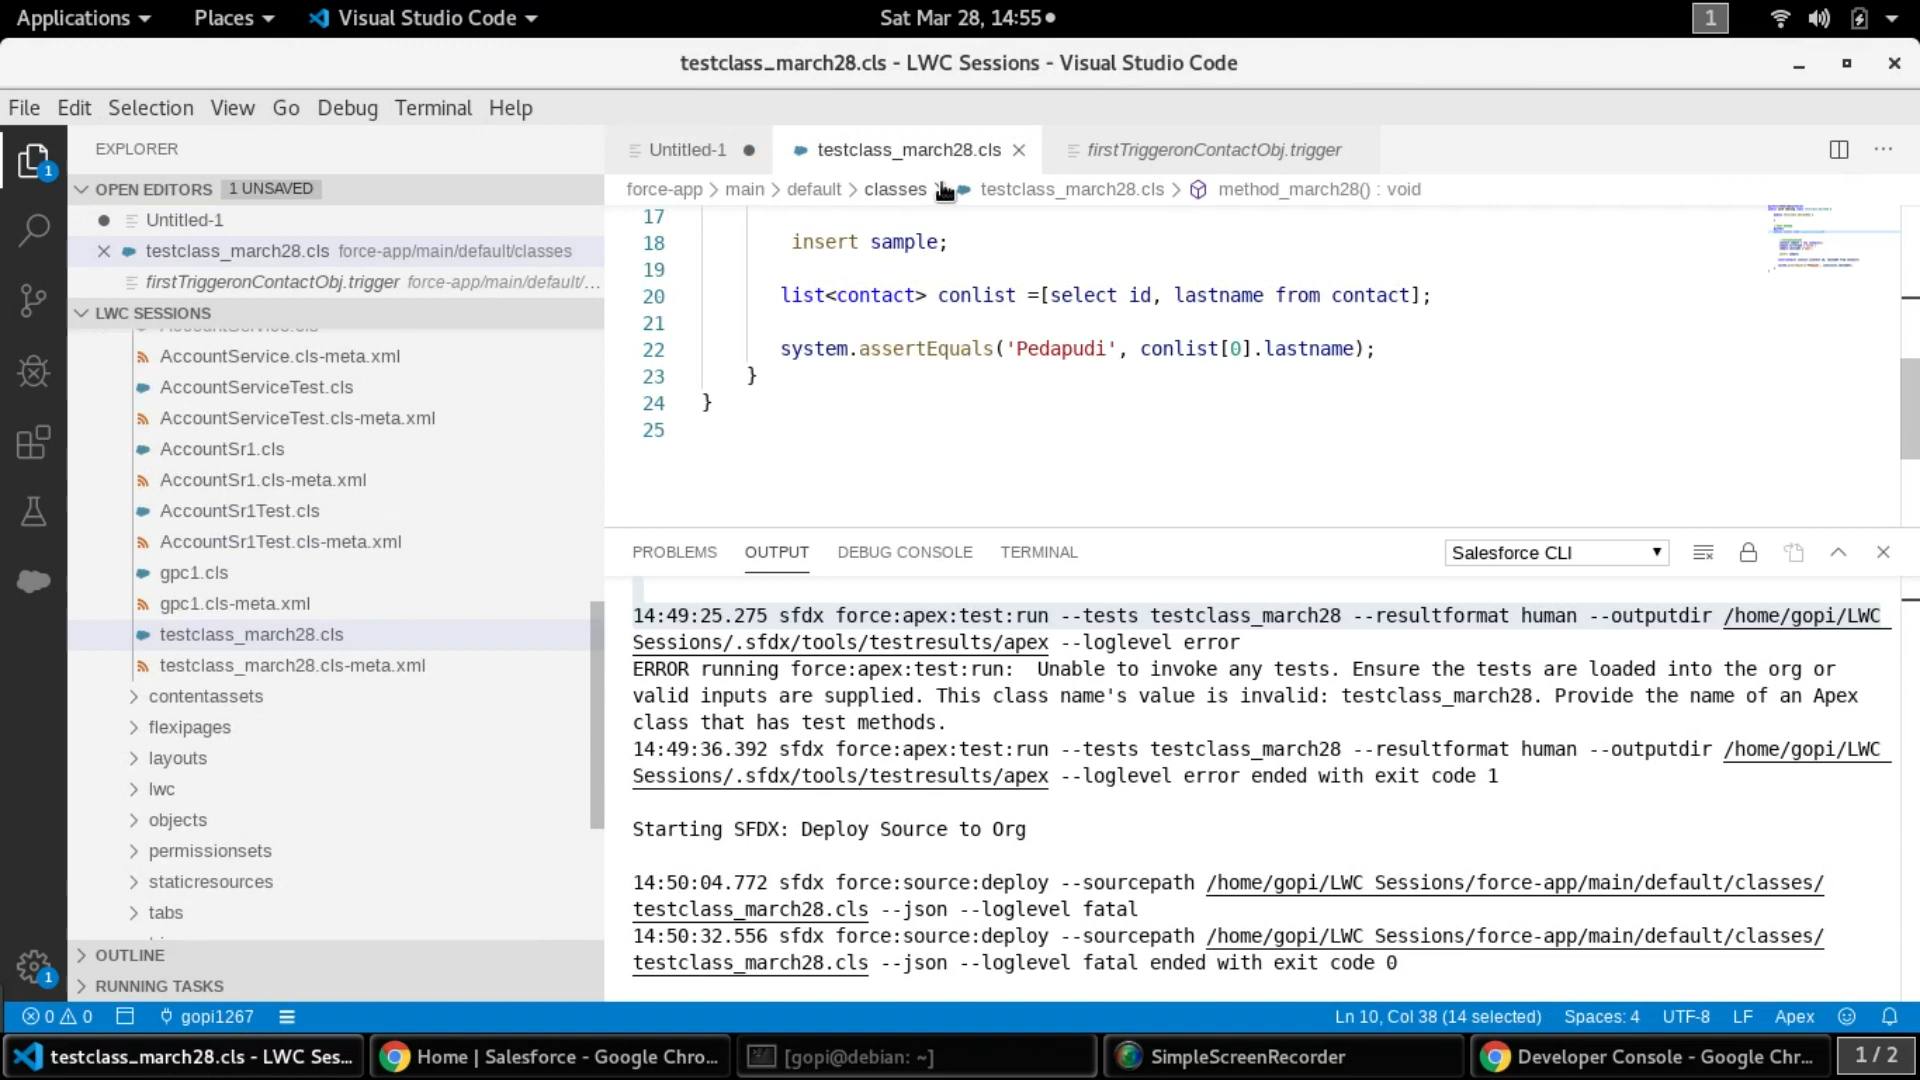 Applications Places Visual Studio Code Sat Mar 28, 14:55 1
testclass_march28.cls - LWC Sessions - Visual Studio Code
File Edit Selection View Go Debug Terminal Help
EXPLORER
OPEN EDITORS 1 UNSAVED
Untitled-1
testclass_march28.cls force-app/main/default/classes
firstTriggeronContactObj.trigger force-app/main/default/...
LWC SESSIONS
AccountService.cls
AccountService.cls-meta.xml
AccountServiceTest.cls
AccountServiceTest.cls-meta.xml
AccountSr1.cls
AccountSr1.cls-meta.xml
AccountSr1Test.cls
AccountSr1Test.cls-meta.xml
gpc1.cls
gpc1.cls-meta.xml
testclass_march28.cls
testclass_march28.cls-meta.xml
contentassets
flexipages
layouts
lwc
objects
permissionsets
staticresources
tabs
OUTLINE
RUNNING TASKS
1
1
Untitled-1 testclass_march28.cls firstTriggeronContactObj.trigger
force-app > main > default > classes > testclass_march28.cls > method_march28() : void
17
18 insert sample;
19
20 list<contact> conlist =[select id, lastname from contact];
21
22 system.assertEquals('Pedapudi', conlist[0].lastname);
23 }
24 }
25
PROBLEMS OUTPUT DEBUG CONSOLE TERMINAL Salesforce CLI
14:49:25.275 sfdx force:apex:test:run --tests testclass_march28 --resultformat human --outputdir /home/gopi/LWC
Sessions/.sfdx/tools/testresults/apex --loglevel error
ERROR running force:apex:test:run: Unable to invoke any tests. Ensure the tests are loaded into the org or
valid inputs are supplied. This class name's value is invalid: testclass_march28. Provide the name of an Apex
class that has test methods.
14:49:36.392 sfdx force:apex:test:run --tests testclass_march28 --resultformat human --outputdir /home/gopi/LWC
Sessions/.sfdx/tools/testresults/apex --loglevel error ended with exit code 1
Starting SFDX: Deploy Source to Org
14:50:04.772 sfdx force:source:deploy --sourcepath /home/gopi/LWC Sessions/force-app/main/default/classes/
testclass_march28.cls --json --loglevel fatal
14:50:32.556 sfdx force:source:deploy --sourcepath /home/gopi/LWC Sessions/force-app/main/default/classes/
testclass_march28.cls --json --loglevel fatal ended with exit code 0
0 0 gopi1267 Ln 10, Col 38 (14 selected) Spaces: 4 UTF-8 LF Apex
testclass_march28.cls - LWC Ses... Home | Salesforce - Google Chro... [gopi@debian: ~] SimpleScreenRecorder Developer Console - Google Chr... 1 / 2